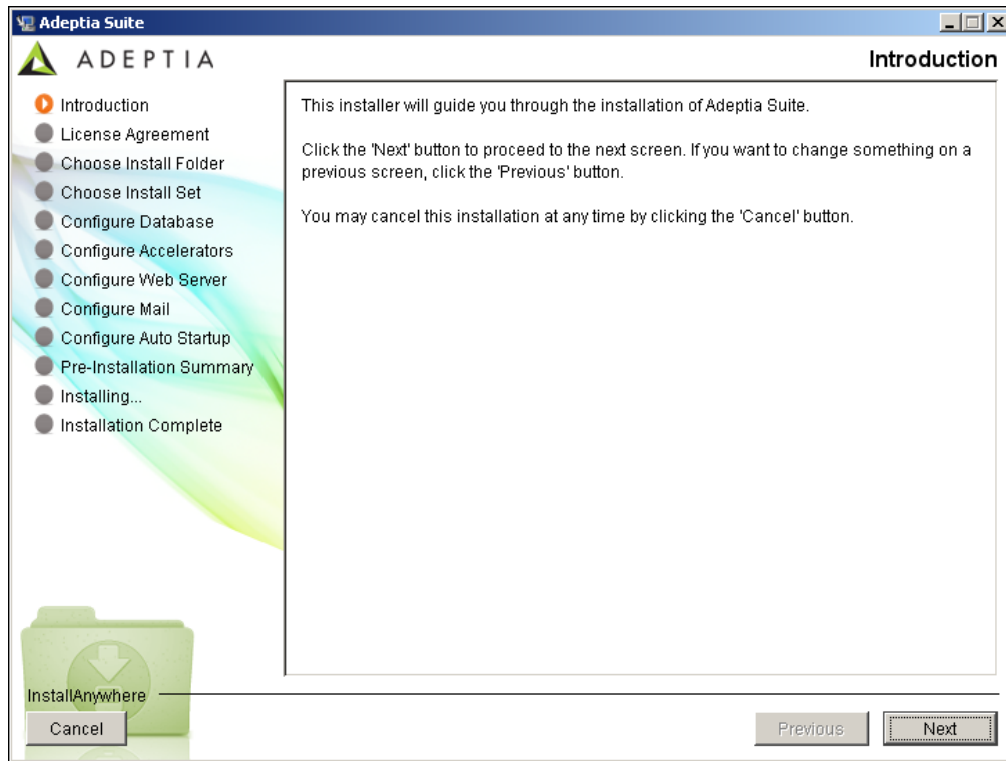 Adeptia Suite
ADEPTIA
Introduction
Introduction
License Agreement
Choose Install Folder
Choose Install Set
Configure Database
Configure Accelerators
Configure Web Server
Configure Mail
Configure Auto Startup
Pre-Installation Summary
Installing...
Installation Complete
This installer will guide you through the installation of Adeptia Suite.
Click the 'Next' button to proceed to the next screen. If you want to change something on a
previous screen, click the 'Previous' button.
You may cancel this installation at any time by clicking the 'Cancel' button.
InstallAnywhere
Cancel
Previous
Next